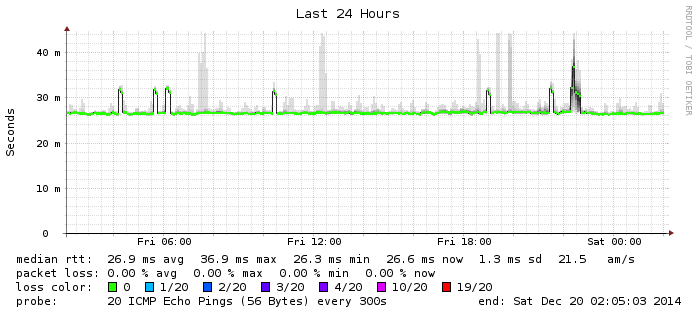 Last 24 Hours
RRDTOOL / TOBI OETIKER
Seconds
40 m
30 m
20 m
10 m
0
Fri 06:00 Fri 12:00 Fri 18:00 Sat 00:00
median rtt: 26.9 ms avg 36.9 ms max 26.3 ms min 26.6 ms now 1.3 ms sd 21.5 am/s
packet loss: 0.00 % avg 0.00 % max 0.00 % min 0.00 % now
loss color: 0 1/20 2/20 3/20 4/20 10/20 19/20
probe: 20 ICMP Echo Pings (56 Bytes) every 300s end: Sat Dec 20 02:05:03 2014